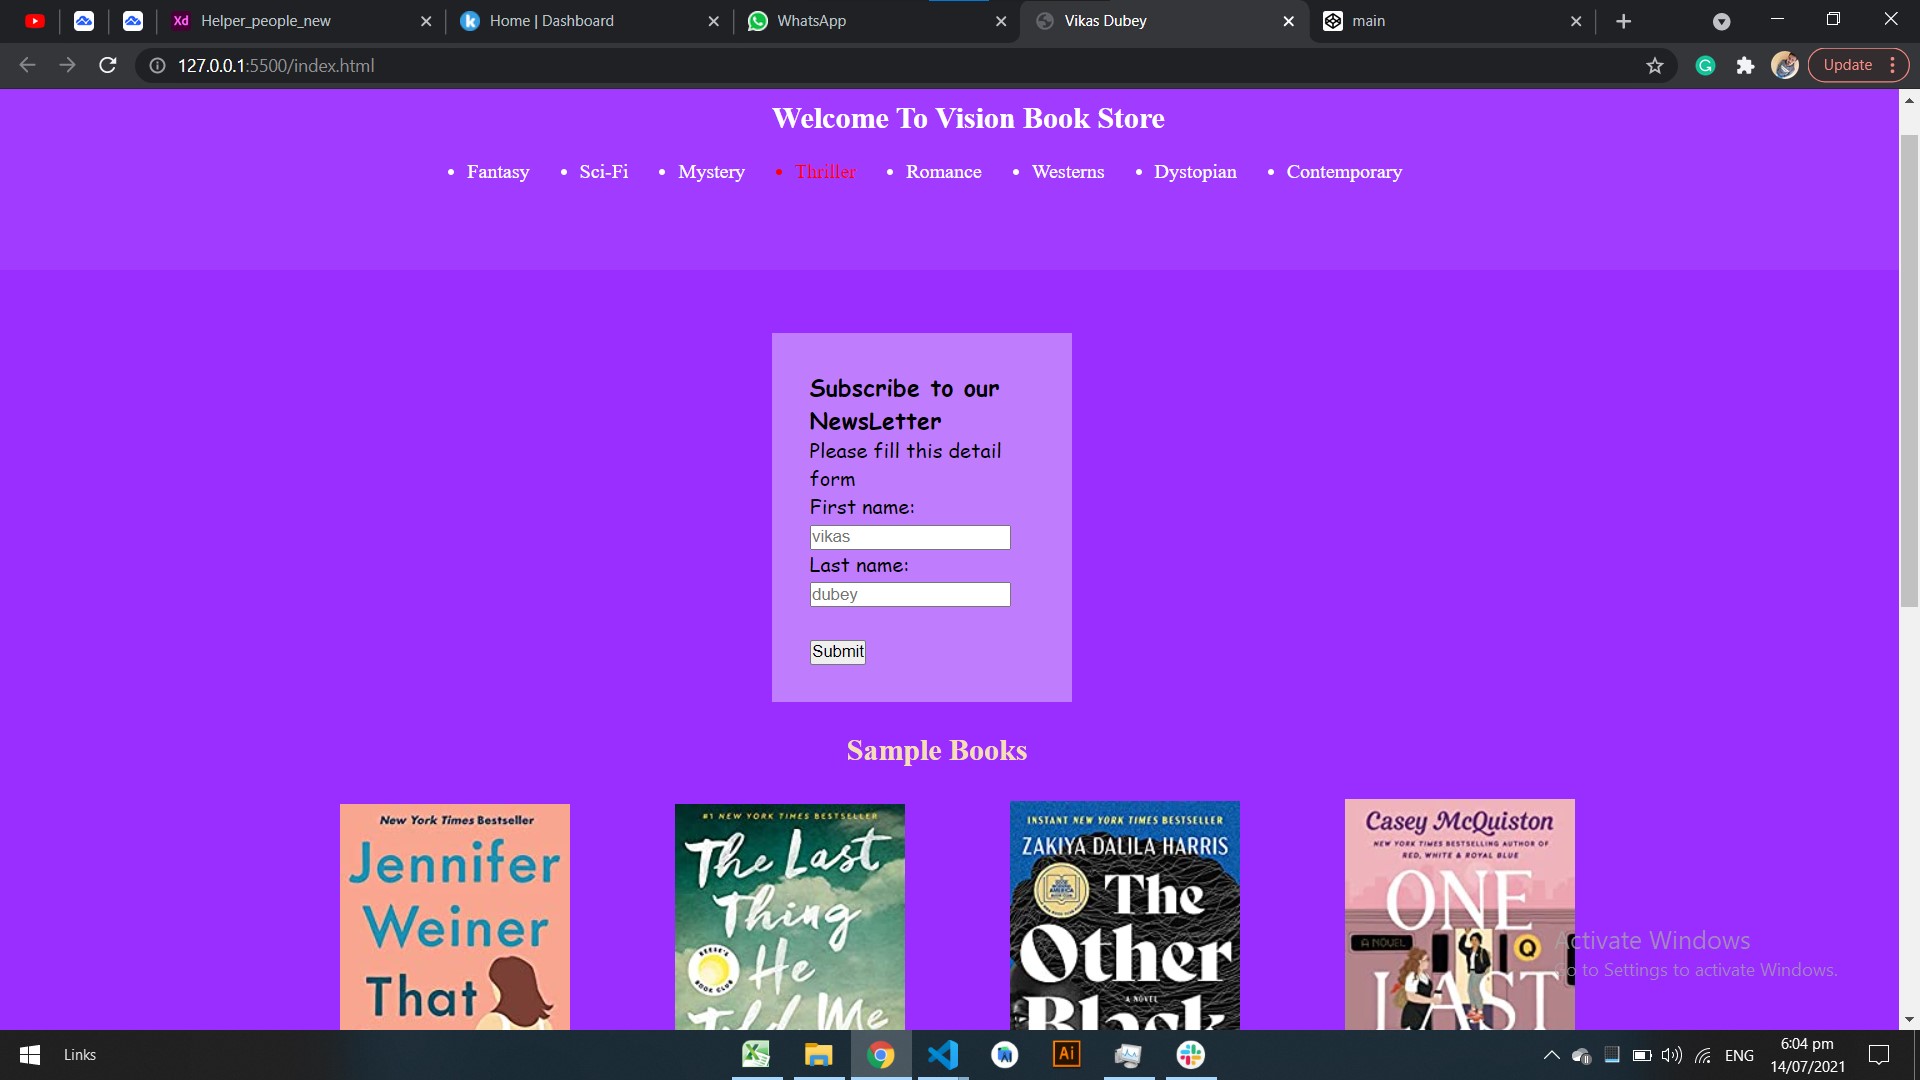 Xd Helper_people_new
Home | Dashboard
WhatsApp
Vikas Dubey
main
127.0.0.1:5500/index.html
Update
Welcome To Vision Book Store
• Fantasy • Sci-Fi • Mystery • Thriller • Romance • Westerns • Dystopian • Contemporary
Subscribe to our
NewsLetter
Please fill this detail
form
First name:
vikas
Last name:
dubey
Submit
Sample Books
New York Times Bestseller
Jennifer
Weiner
That
#1 NEW YORK TIMES BESTSELLER
The Last
Thing
He
Told Me
REESE'S
BOOK CLUB
INSTANT NEW YORK TIMES BESTSELLER
ZAKIYA DALILA HARRIS
The
Other
A NOVEL
Black
Casey McQuiston
NEW YORK TIMES BESTSELLING AUTHOR OF
RED, WHITE & ROYAL BLUE
ONE
A NOVEL
Q
LAST
Activate Windows
Go to Settings to activate Windows.
Links
Ai
ENG
6:04 pm
14/07/2021